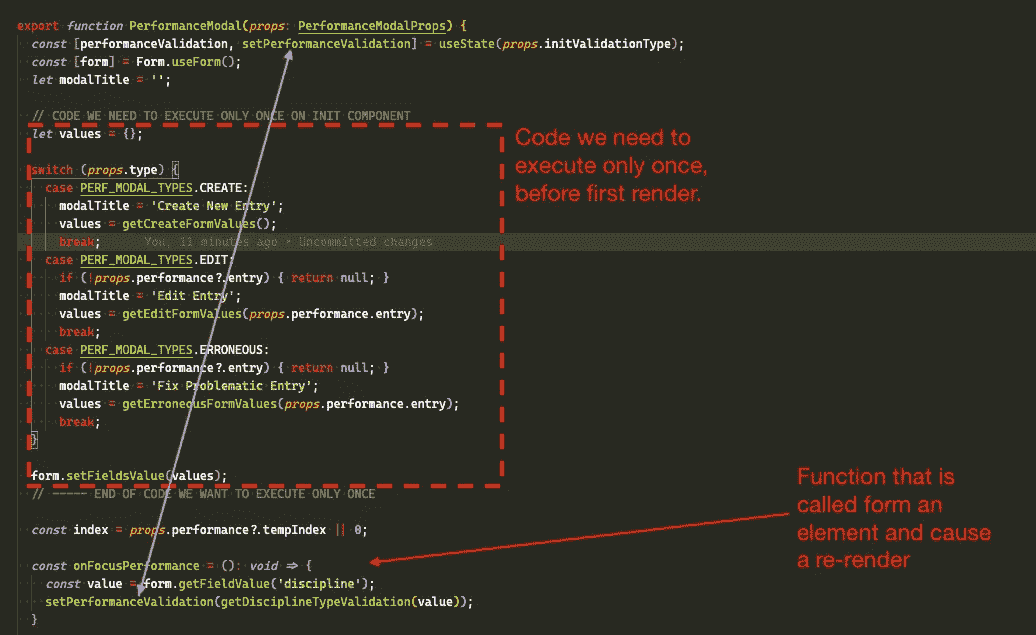 export function PerformanceModal(props: PerformanceModalProps) {
const [performanceValidation, setPerformanceValidation] = useState(props.initValidationType);
const [form] = Form.useForm();
let modalTitle = '';
// CODE WE NEED TO EXECUTE ONLY ONCE ON INIT COMPONENT
let values = {};
Code we need to
execute only once,
before first render.
switch (props.type) {
case PERF_MODAL_TYPES.CREATE:
modalTitle = 'Create New Entry';
values = getCreateFormValues();
break; You, 11 minutes ago • Uncommitted changes
case PERF_MODAL_TYPES.EDIT:
if (!props.performance?.entry) { return null; }
modalTitle = 'Edit Entry';
values = getEditFormValues(props.performance.entry);
break;
case PERF_MODAL_TYPES.ERRONEOUS:
if (!props.performance?.entry) { return null; }
modalTitle = 'Fix Problematic Entry';
values = getErroneousFormValues(props.performance.entry);
break;
}
form.setFieldsValue(values);
// ----- END OF CODE WE WANT TO EXECUTE ONLY ONCE
Function that is
called form an
element and cause
a re-render
const index = props.performance?.tempIndex || 0;
const onFocusPerformance = (): void => {
const value = form.getFieldValue('discipline');
setPerformanceValidation(getDisciplineTypeValidation(value));
}